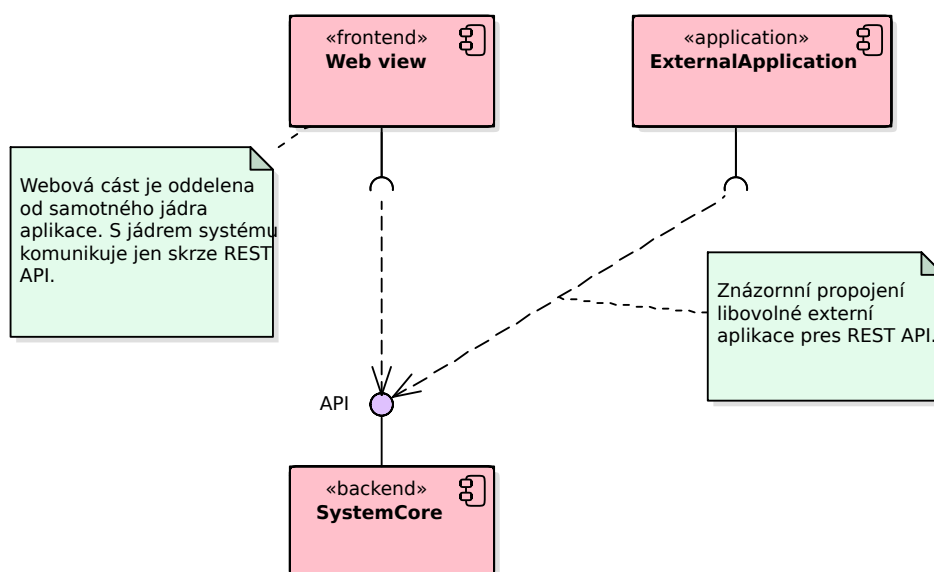 «frontend»
Web view
«application»
ExternalApplication
Webová cást je oddelena
od samotného jádra
aplikace. S jádrem systému
komunikuje jen skrze REST
API.
Znázornní propojení
libovolné externí
aplikace pres REST API.
API
«backend»
SystemCore